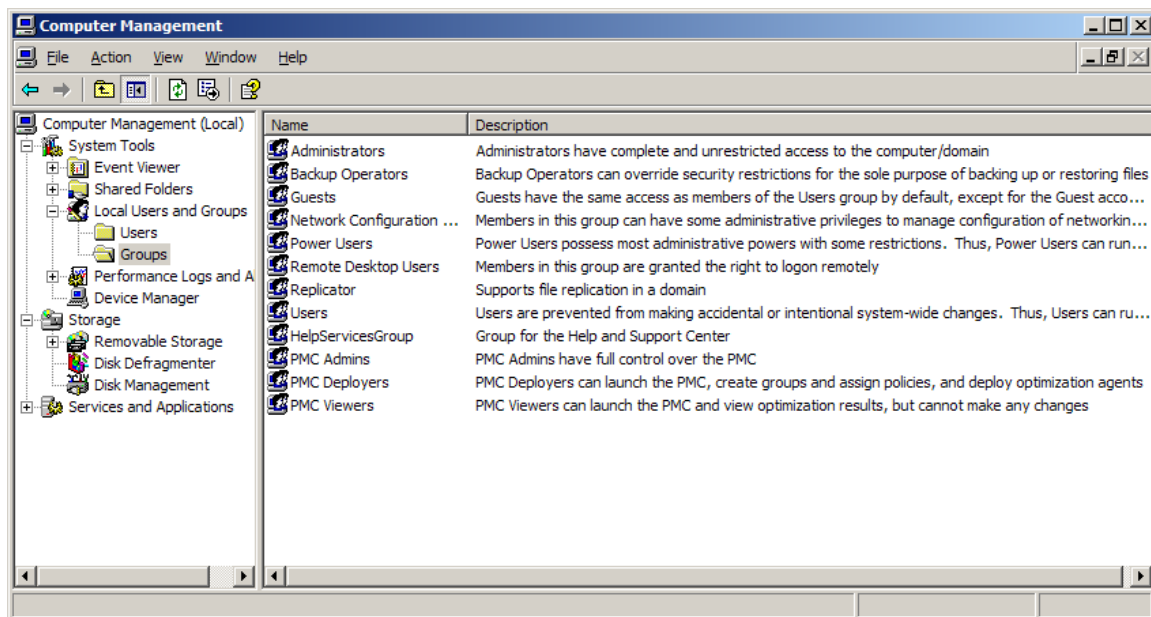 Computer Management
File Action View Window Help
Computer Management (Local)
System Tools
Event Viewer
Shared Folders
Local Users and Groups
Users
Groups
Performance Logs and A
Device Manager
Storage
Removable Storage
Disk Defragmenter
Disk Management
Services and Applications
Name Description
Administrators Administrators have complete and unrestricted access to the computer/domain
Backup Operators Backup Operators can override security restrictions for the sole purpose of backing up or restoring files
Guests Guests have the same access as members of the Users group by default, except for the Guest acco...
Network Configuration ... Members in this group can have some administrative privileges to manage configuration of networkin...
Power Users Power Users possess most administrative powers with some restrictions. Thus, Power Users can run...
Remote Desktop Users Members in this group are granted the right to logon remotely
Replicator Supports file replication in a domain
Users Users are prevented from making accidental or intentional system-wide changes. Thus, Users can ru...
HelpServicesGroup Group for the Help and Support Center
PMC Admins PMC Admins have full control over the PMC
PMC Deployers PMC Deployers can launch the PMC, create groups and assign policies, and deploy optimization agents
PMC Viewers PMC Viewers can launch the PMC and view optimization results, but cannot make any changes